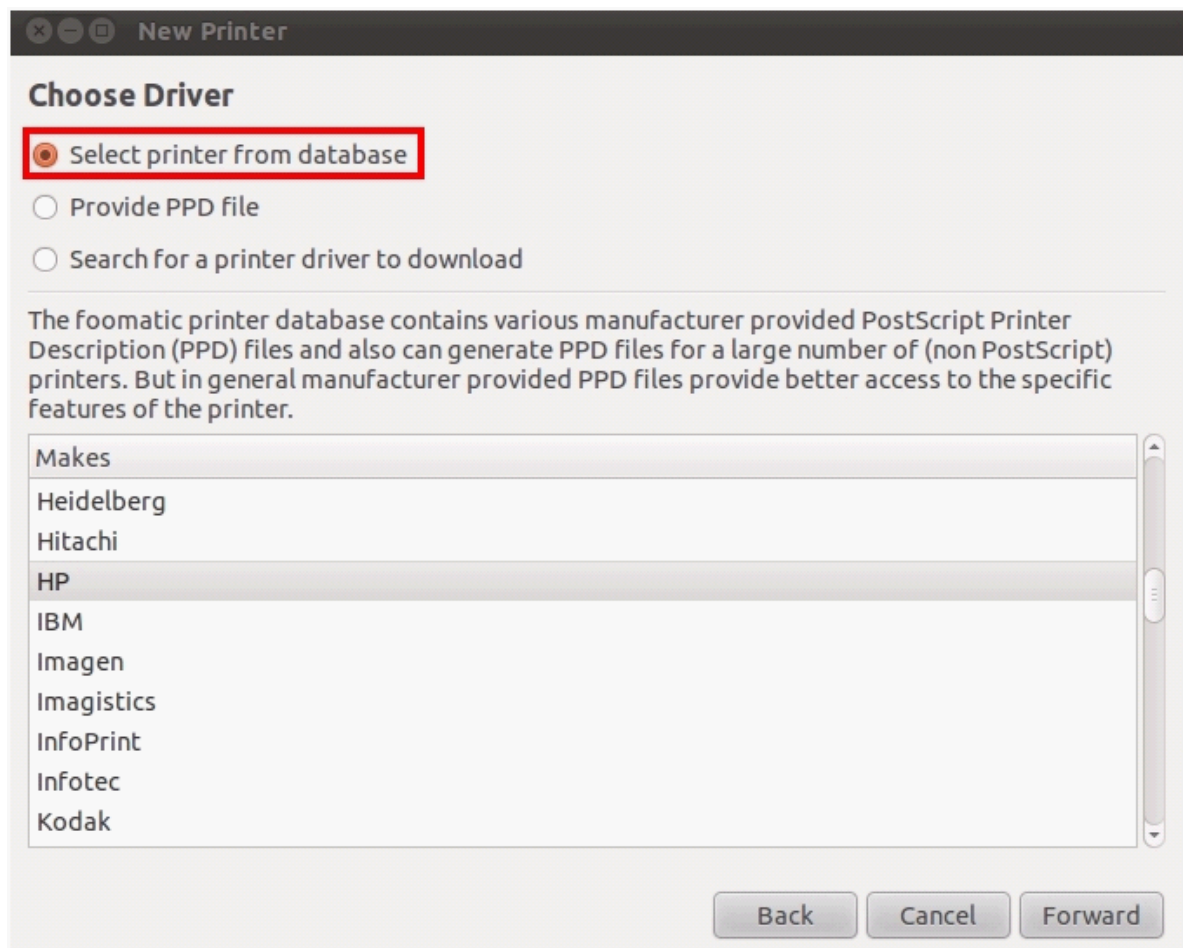 New Printer
Choose Driver
Select printer from database
Provide PPD file
Search for a printer driver to download
The foomatic printer database contains various manufacturer provided PostScript Printer
Description (PPD) files and also can generate PPD files for a large number of (non PostScript)
printers. But in general manufacturer provided PPD files provide better access to the specific
features of the printer.
Makes
Heidelberg
Hitachi
HP
IBM
Imagen
Imagistics
InfoPrint
Infotec
Kodak
Back Cancel Forward